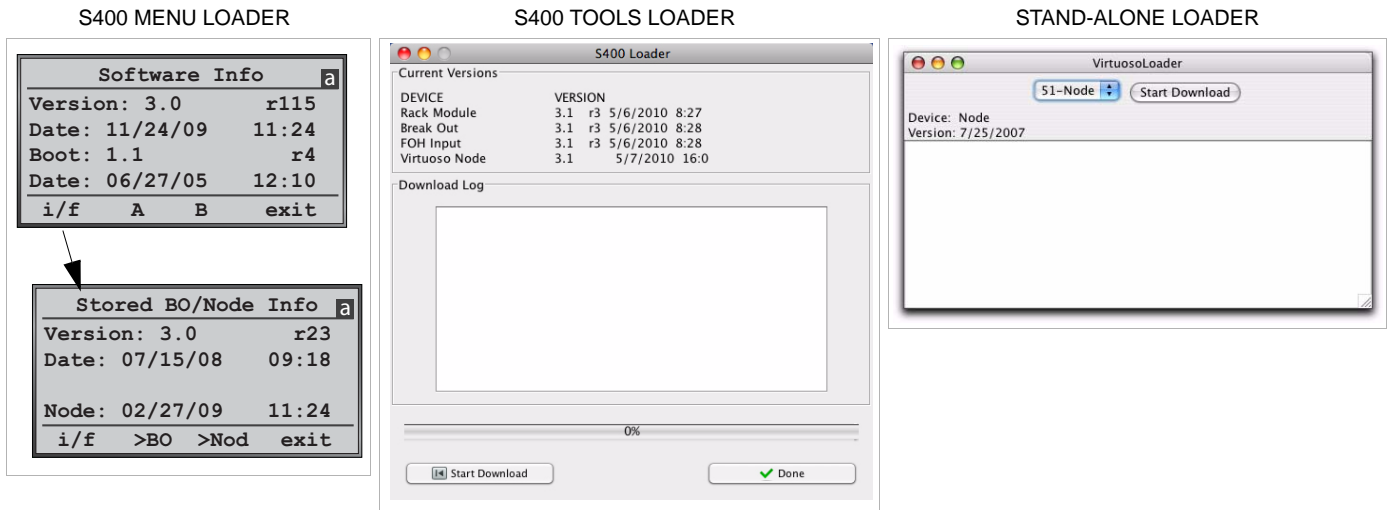 S400 MENU LOADER
Software Info a
Version: 3.0 r115
Date: 11/24/09 11:24
Boot: 1.1 r4
Date: 06/27/05 12:10
i/f A B exit
Stored BO/Node Info a
Version: 3.0 r23
Date: 07/15/08 09:18
Node: 02/27/09 11:24
i/f >BO >Nod exit
S400 TOOLS LOADER
S400 Loader
Current Versions
DEVICE VERSION
Rack Module 3.1 r3 5/6/2010 8:27
Break Out 3.1 r3 5/6/2010 8:28
FOH Input 3.1 r3 5/6/2010 8:28
Virtuoso Node 3.1 5/7/2010 16:0
Download Log
0%
Start Download Done
STAND-ALONE LOADER
VirtuosoLoader
51-Node Start Download
Device: Node
Version: 7/25/2007